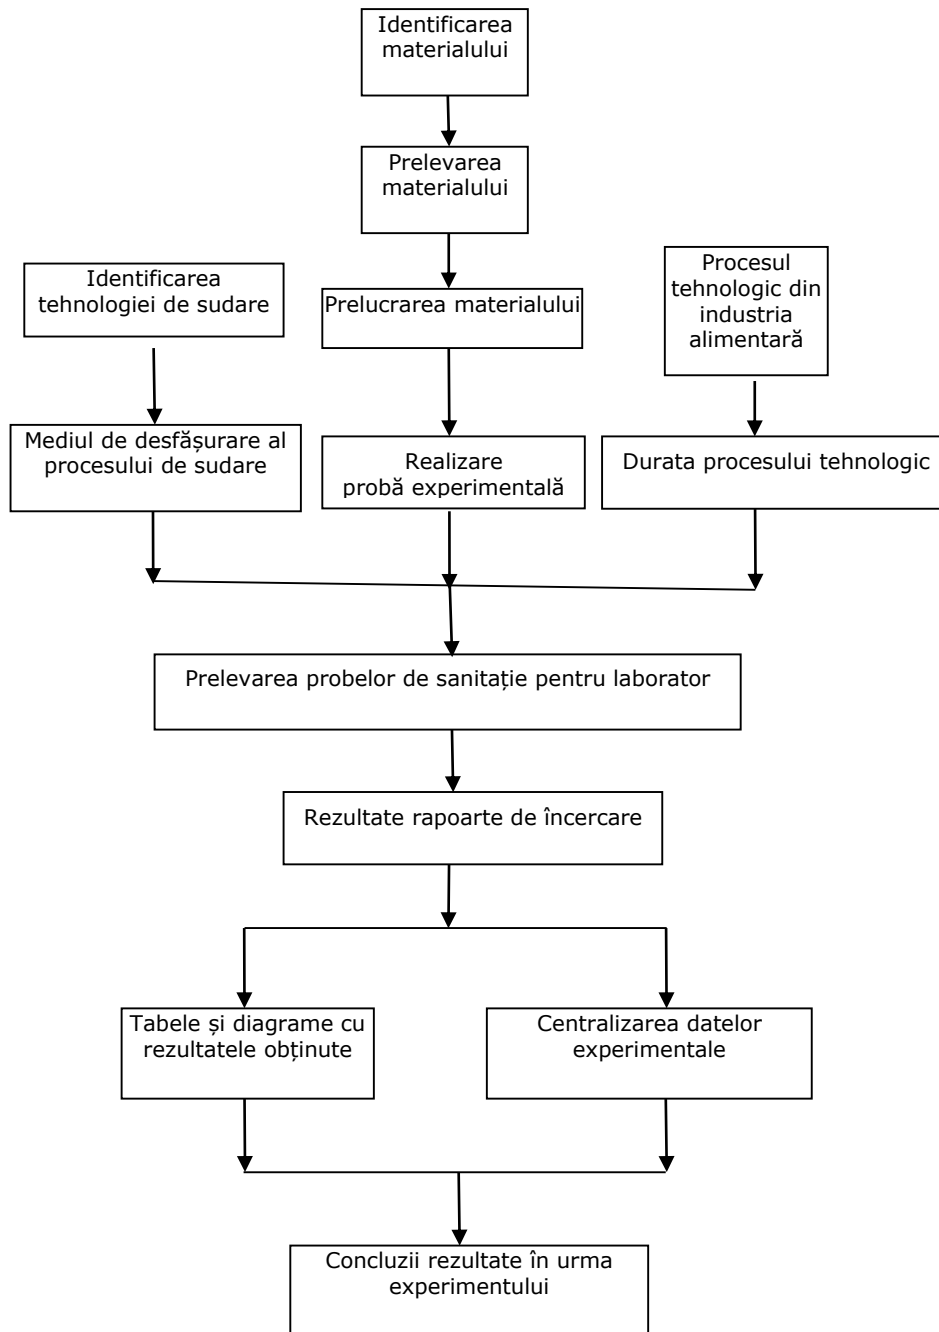 Identificarea
materialului
Prelevarea
materialului
Identificarea
tehnologiei de sudare
Prelucrarea materialului
Procesul
tehnologic din
industria
alimentară
Mediul de desfășurare al
procesului de sudare
Realizare
probă experimentală
Durata procesului tehnologic
Prelevarea probelor de sanitație pentru laborator
Rezultate rapoarte de încercare
Tabele și diagrame cu
rezultatele obținute
Centralizarea datelor
experimentale
Concluzii rezultate în urma
experimentului